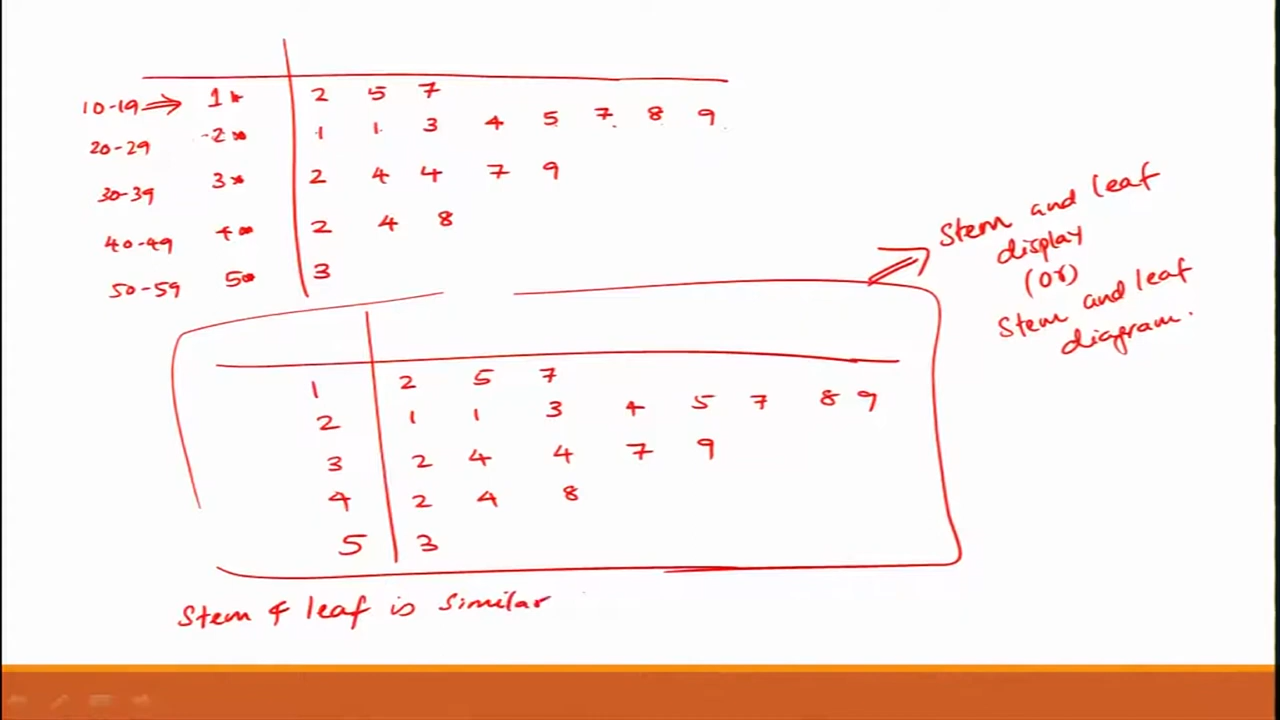 10-19 ⇒ 1* 2 5 7
20-29 2* 1 1 3 4 5 7 8 9
30-39 3* 2 4 4 7 9
40-49 4* 2 4 8
50-59 5* 3
Stem and leaf
display
(or)
Stem and leaf
diagram.
1 2 5 7
2 1 1 3 4 5 7 8 9
3 2 4 4 7 9
4 2 4 8
5 3
Stem & leaf is similar